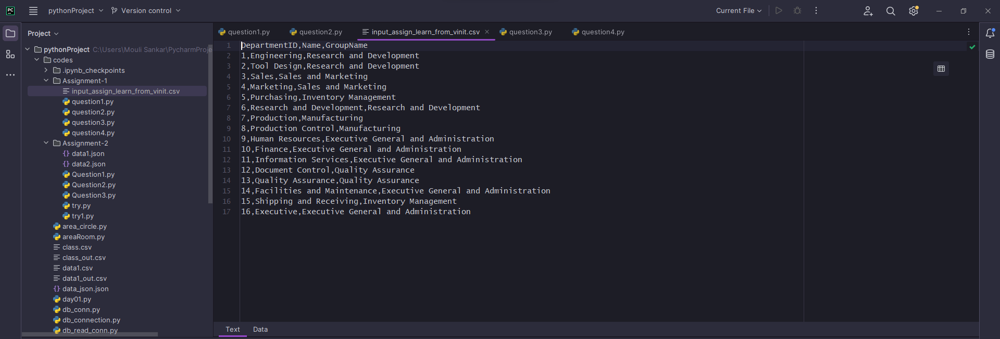 PC
pythonProject
Version control
Current File
Project
pythonProject C:\Users\Mouli Sankar\PycharmProje
codes
.ipynb_checkpoints
Assignment-1
input_assign_learn_from_vinit.csv
question1.py
question2.py
question3.py
question4.py
Assignment-2
data1.json
data2.json
Question1.py
Question2.py
Question3.py
try.py
try1.py
area_circle.py
areaRoom.py
class.csv
class_out.csv
data1.csv
data1_out.csv
data_json.json
day01.py
db_conn.py
db_connection.py
db_read_conn.py
question1.py
question2.py
input_assign_learn_from_vinit.csv
question3.py
question4.py
1 DepartmentID,Name,GroupName
2 1,Engineering,Research and Development
3 2,Tool Design,Research and Development
4 3,Sales,Sales and Marketing
5 4,Marketing,Sales and Marketing
6 5,Purchasing,Inventory Management
7 6,Research and Development,Research and Development
8 7,Production,Manufacturing
9 8,Production Control,Manufacturing
10 9,Human Resources,Executive General and Administration
11 10,Finance,Executive General and Administration
12 11,Information Services,Executive General and Administration
13 12,Document Control,Quality Assurance
14 13,Quality Assurance,Quality Assurance
15 14,Facilities and Maintenance,Executive General and Administration
16 15,Shipping and Receiving,Inventory Management
17 16,Executive,Executive General and Administration
Text
Data